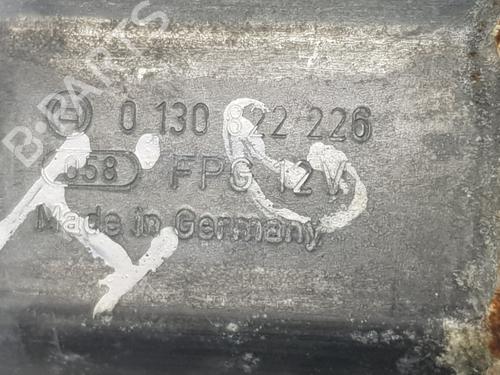 B-PARTS
0 130 822 226
058 FPG 12V
Made in Germany